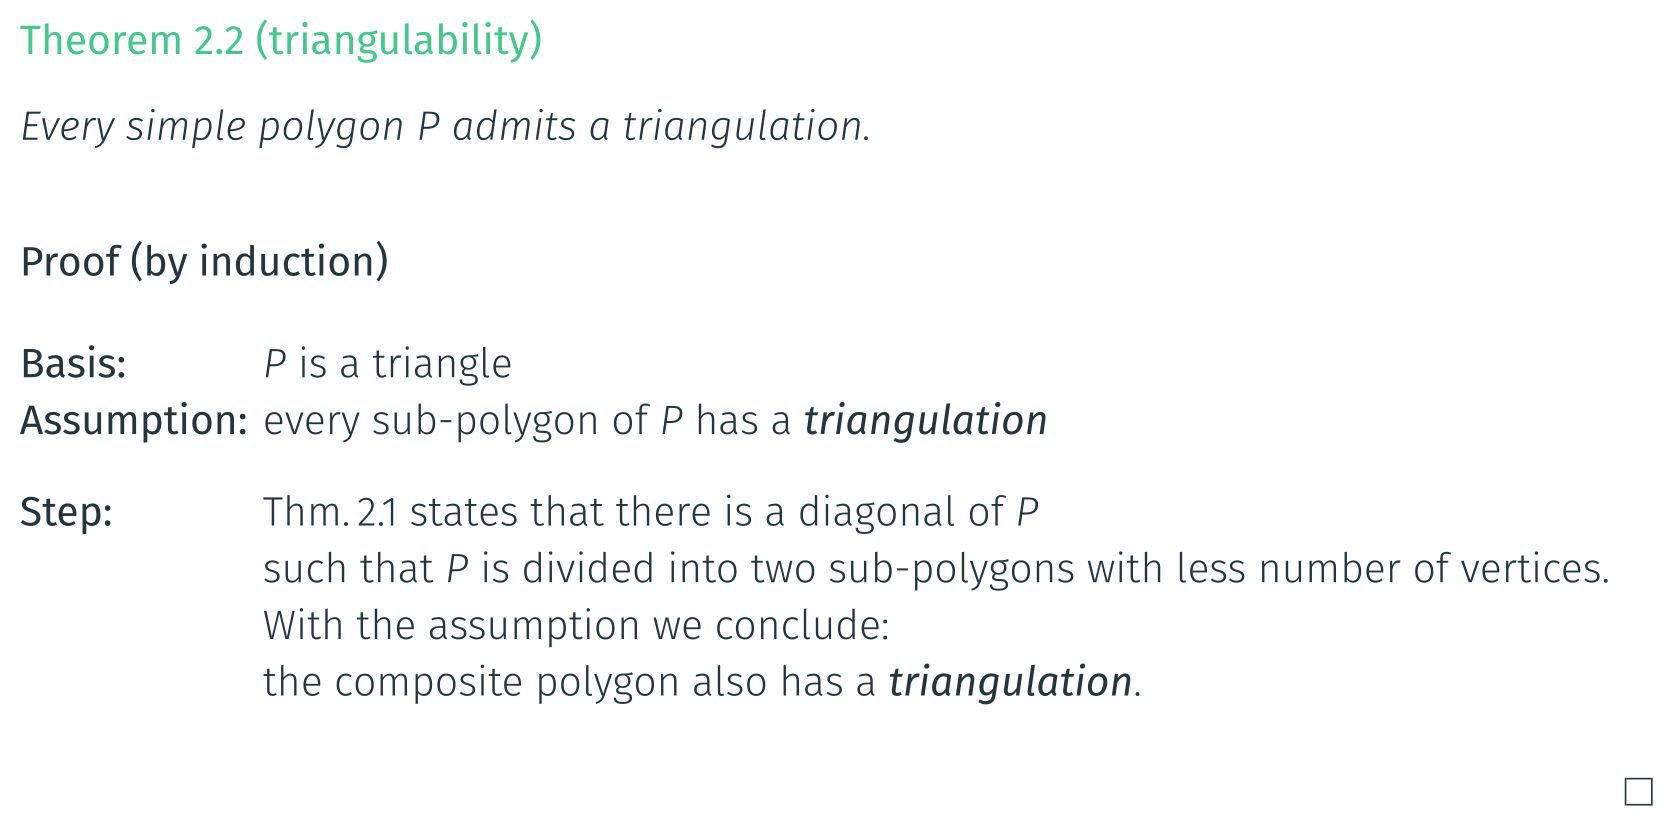 Theorem 2.2 (triangulability)
Every simple polygon P admits a triangulation.
Proof (by induction)
Basis: P is a triangle
Assumption: every sub-polygon of P has a triangulation
Step: Thm. 2.1 states that there is a diagonal of P
such that P is divided into two sub-polygons with less number of vertices.
With the assumption we conclude:
the composite polygon also has a triangulation.
□